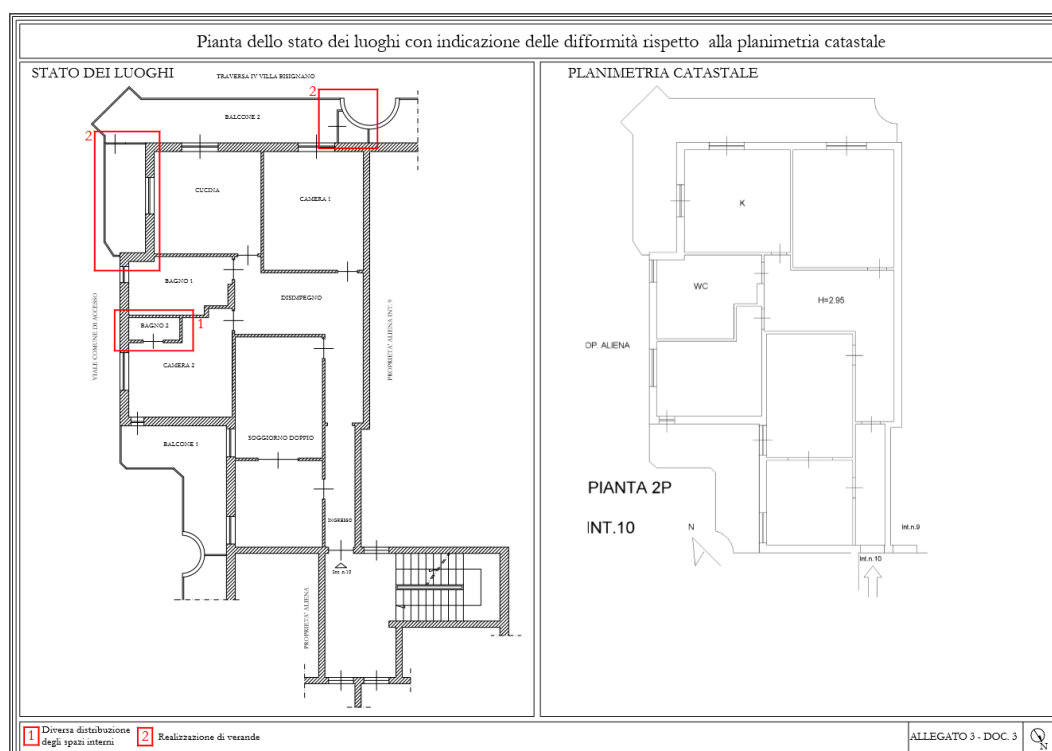 Pianta dello stato dei luoghi con indicazione delle difformità rispetto alla planimetria catastale
STATO DEI LUOGHI
TRAVERSA IV VILLA BISIGNANO
2
BALCONE 2
2
CUCINA
CAMERA 1
BAGNO 1
DISIMPEGNO
BAGNO 2
1
VIALE COMUNE DI ACCESSO
PROPRIETA' ALIENA INT. 9
CAMERA 2
BALCONE 1
SOGGIORNO DOPPIO
INGRESSO
Int. n.10
PROPRIETA' ALIENA
PLANIMETRIA CATASTALE
K
WC
H=2.95
OP. ALIENA
PIANTA 2P
INT.10
N
Int.n.9
Int.n.10
1 Diversa distribuzione
degli spazi interni
2 Realizzazione di verande
ALLEGATO 3 - DOC. 3
N